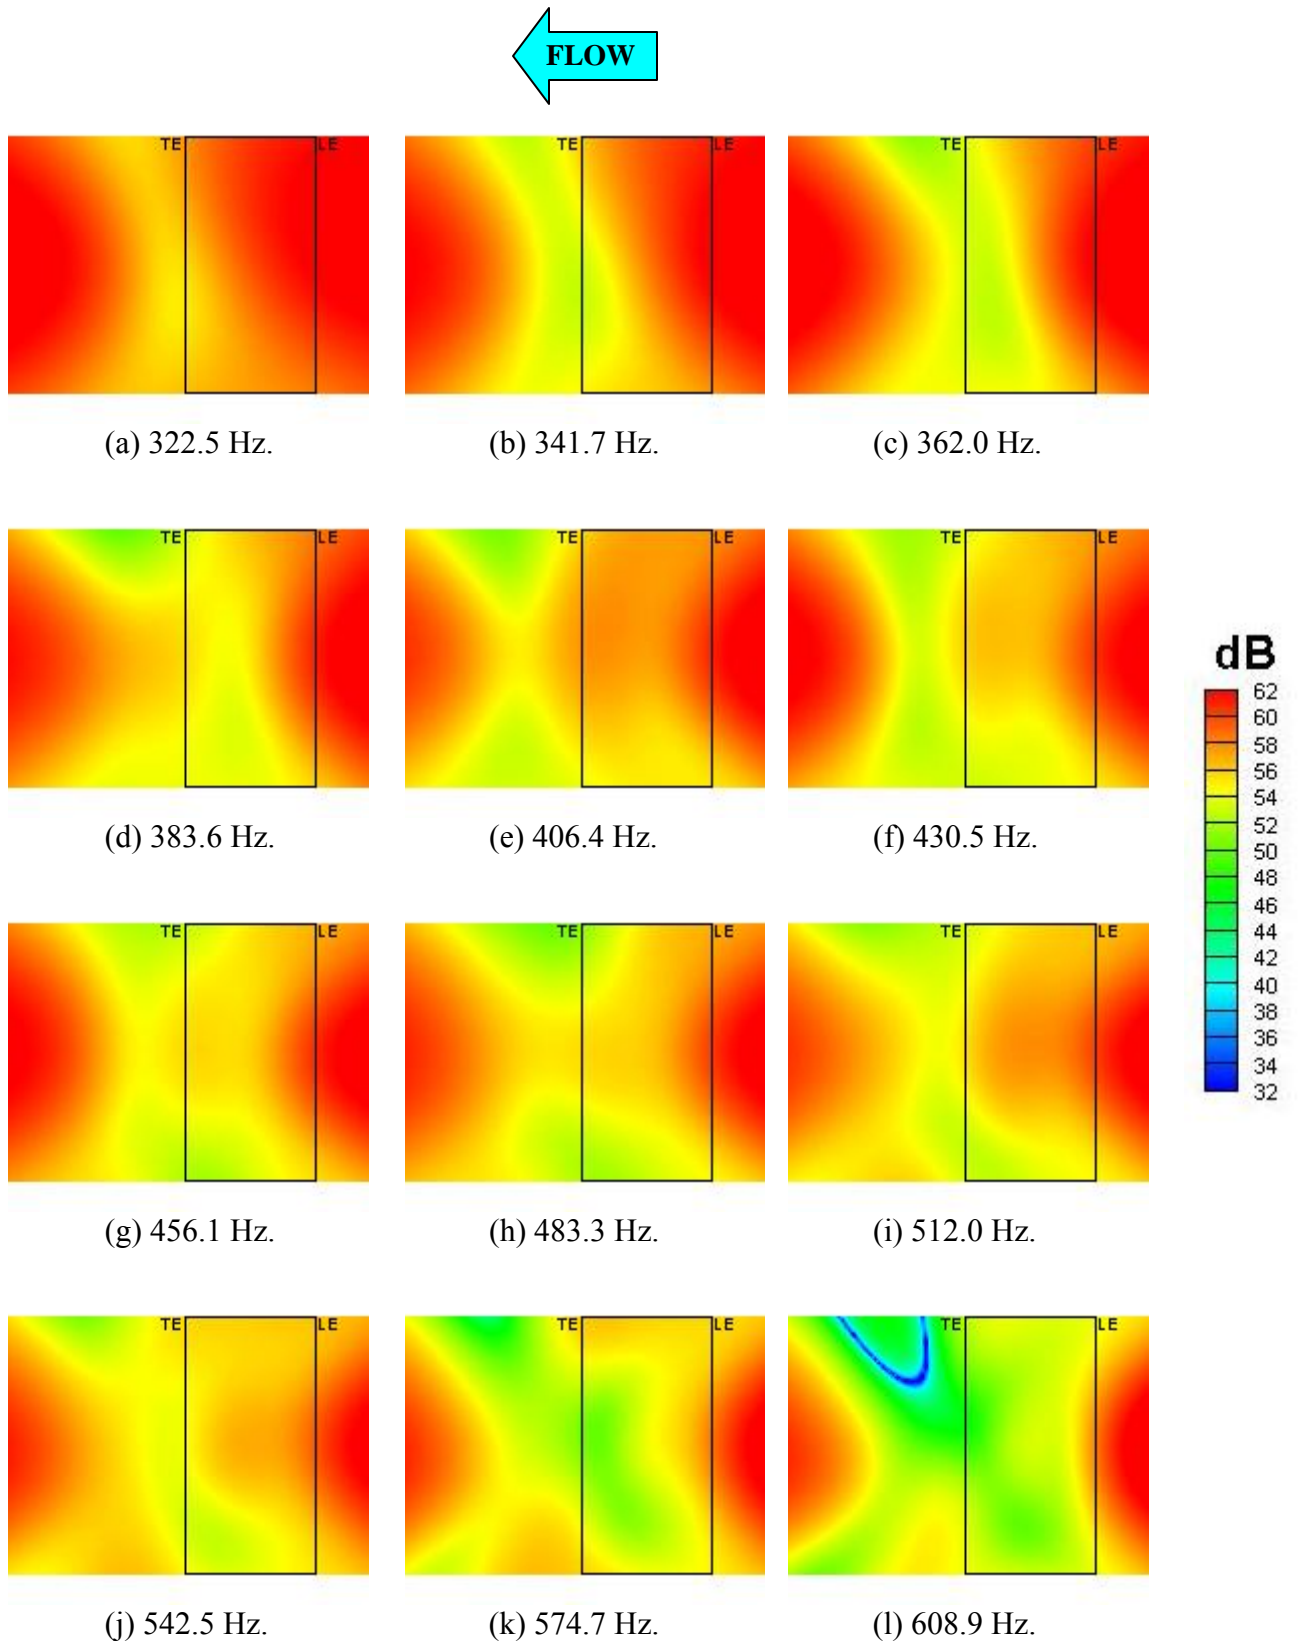 FLOW
TE LE TE LE TE LE
(a) 322.5 Hz. (b) 341.7 Hz. (c) 362.0 Hz.
TE LE TE LE TE LE
(d) 383.6 Hz. (e) 406.4 Hz. (f) 430.5 Hz.
dB
62
60
58
56
54
52
50
48
46
44
42
40
38
36
34
32
TE LE TE LE TE LE
(g) 456.1 Hz. (h) 483.3 Hz. (i) 512.0 Hz.
TE LE TE LE TE LE
(j) 542.5 Hz. (k) 574.7 Hz. (l) 608.9 Hz.